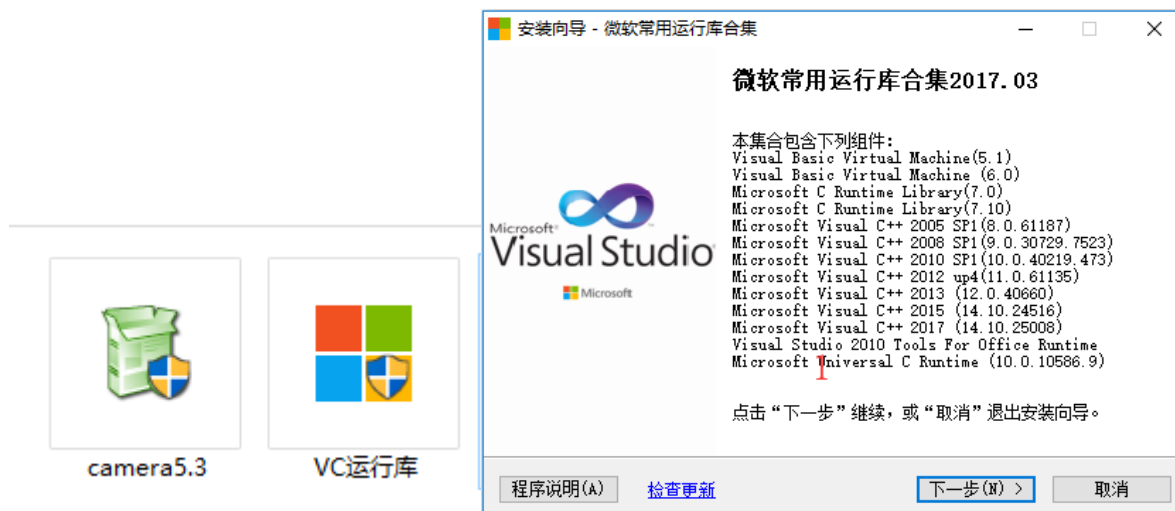 安装向导 - 微软常用运行库合集
微软常用运行库合集2017.03
本集合包含下列组件:
Visual Basic Virtual Machine(5.1)
Visual Basic Virtual Machine (6.0)
Microsoft C Runtime Library(7.0)
Microsoft C Runtime Library(7.10)
Microsoft Visual C++ 2005 SP1(8.0.61187)
Microsoft Visual C++ 2008 SP1(9.0.30729.7523)
Microsoft Visual C++ 2010 SP1(10.0.40219.473)
Microsoft Visual C++ 2012 up4(11.0.61135)
Microsoft Visual C++ 2013 (12.0.40660)
Microsoft Visual C++ 2015 (14.10.24516)
Microsoft Visual C++ 2017 (14.10.25008)
Visual Studio 2010 Tools For Office Runtime
Microsoft Universal C Runtime (10.0.10586.9)
点击“下一步”继续,或“取消”退出安装向导。
Microsoft
Visual Studio
Microsoft
camera5.3
VC运行库
程序说明(A)
检查更新
下一步(N) >
取消